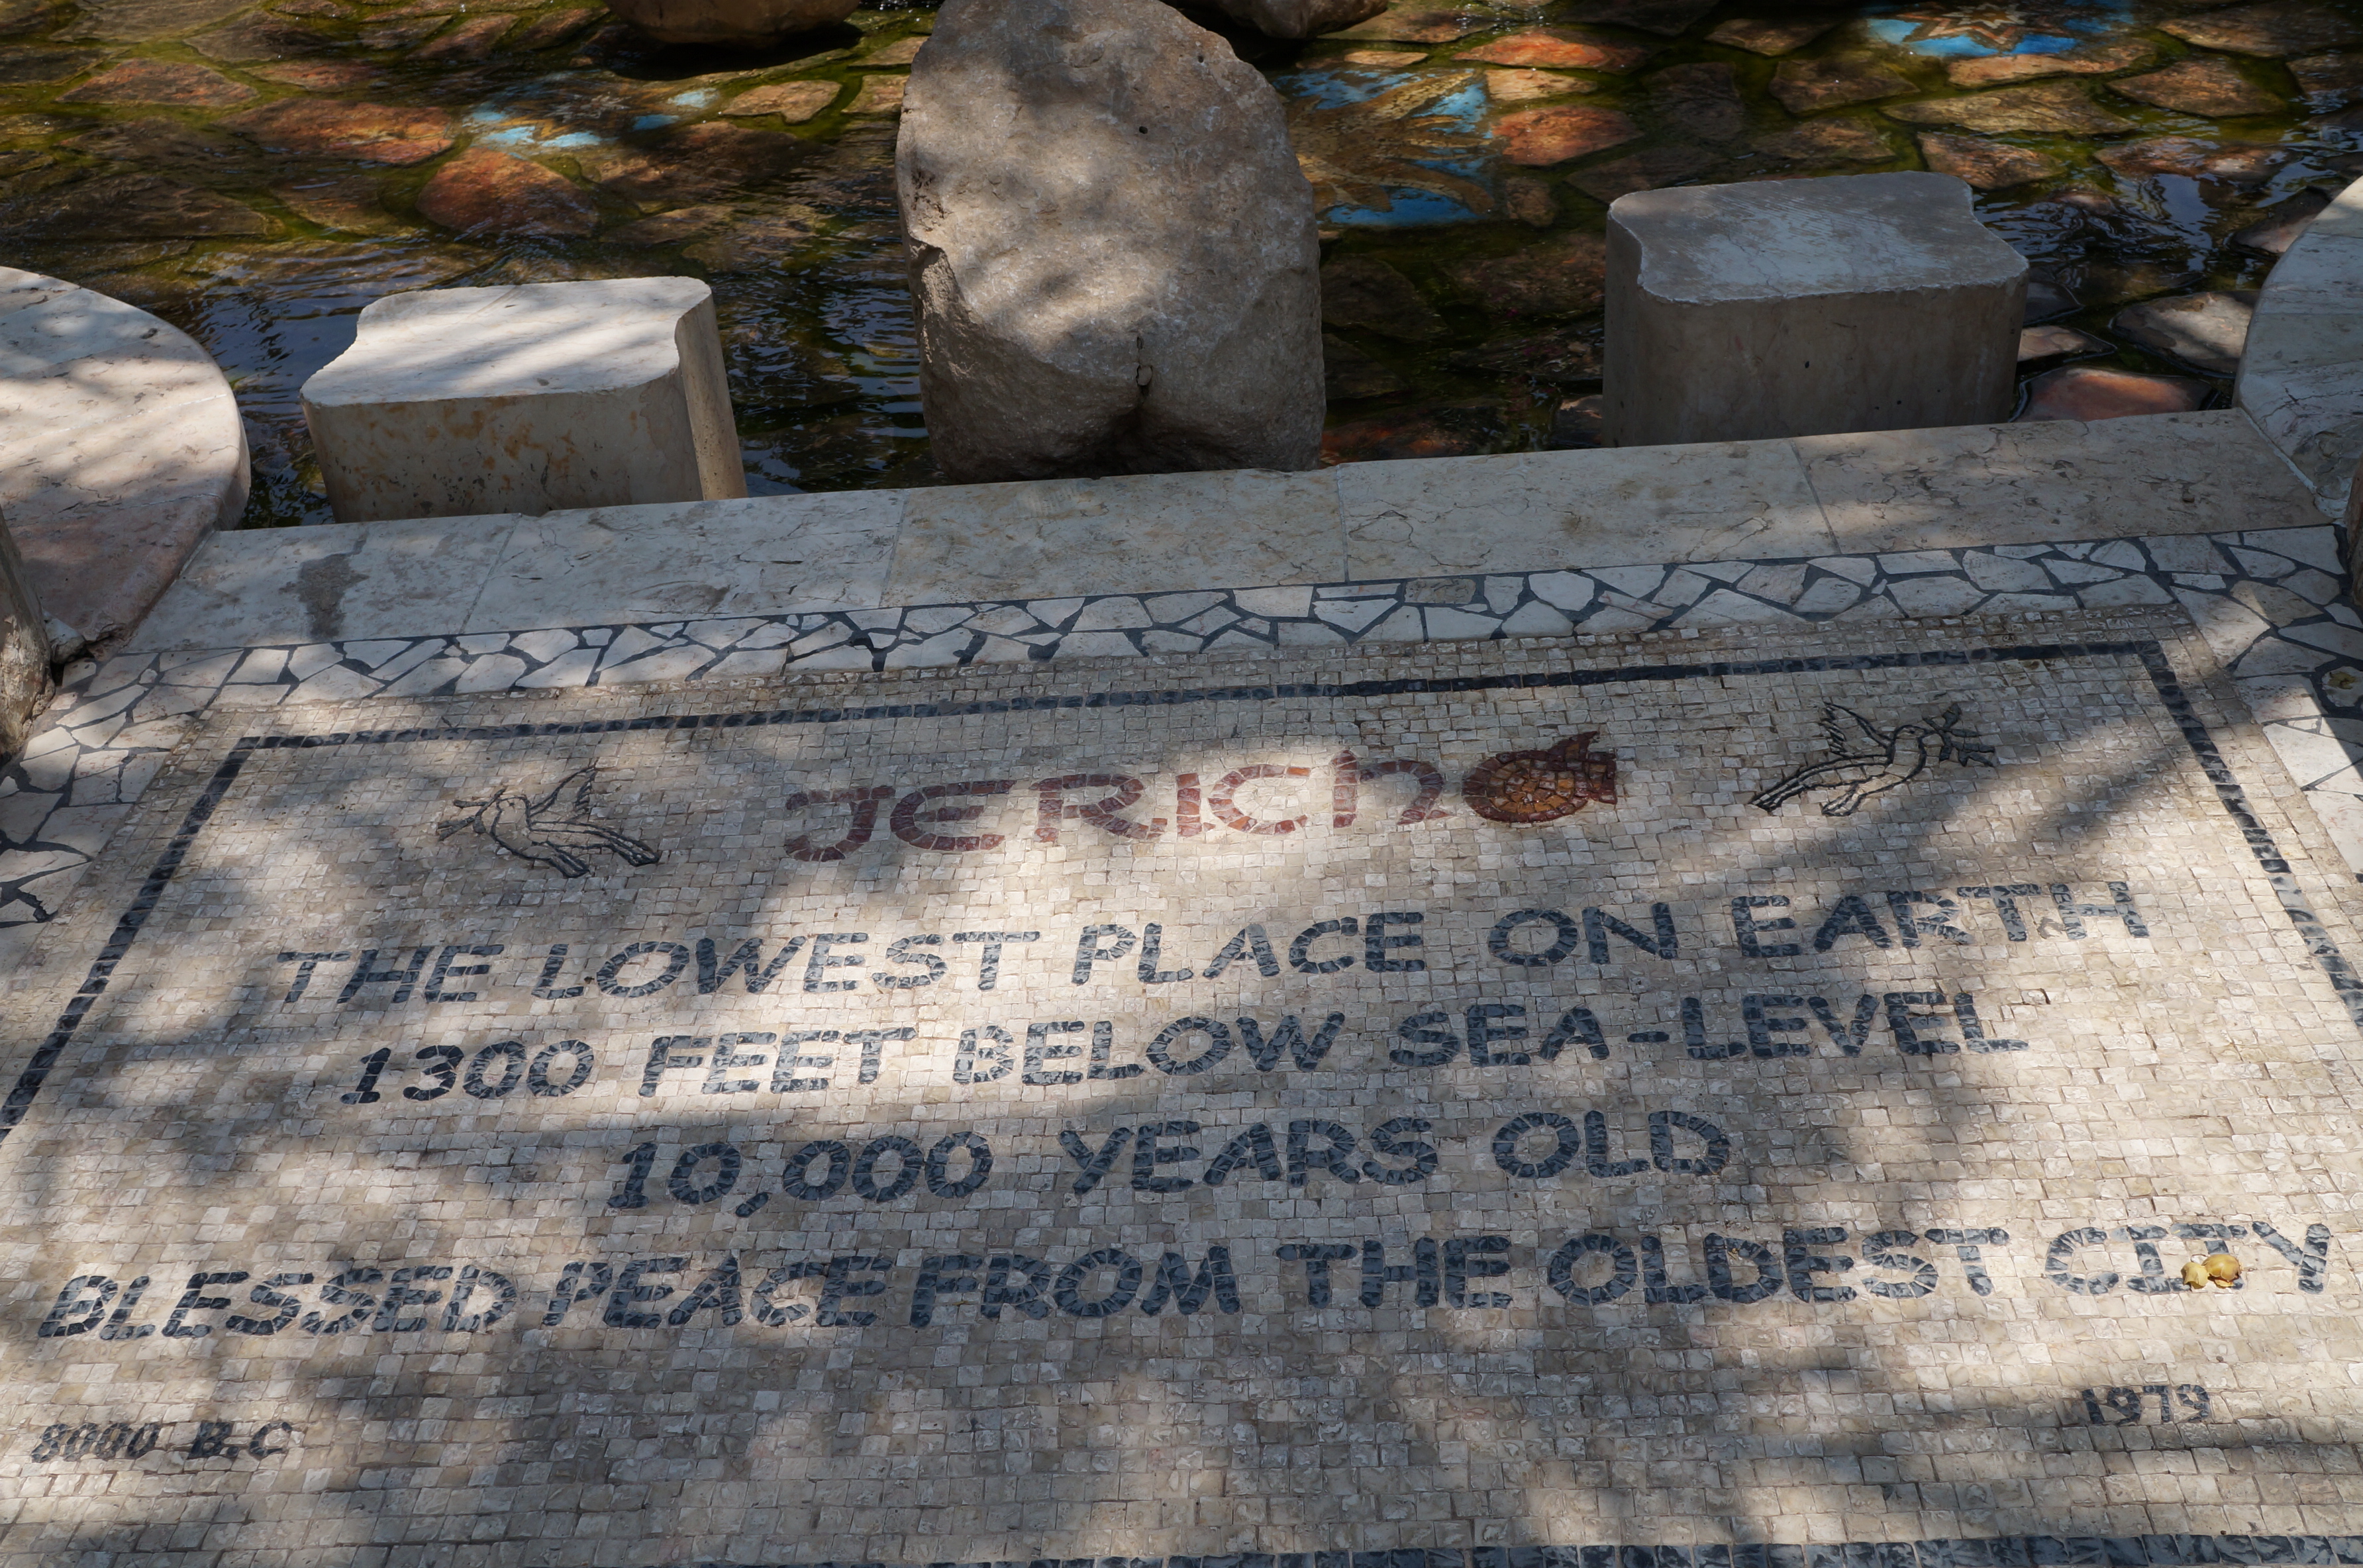 JERICHO
THE LOWEST PLACE ON EARTH
1300 FEET BELOW SEA-LEVEL
10,000 YEARS OLD
BLESSED PEACE FROM THE OLDEST CITY
8000 B.C
1979